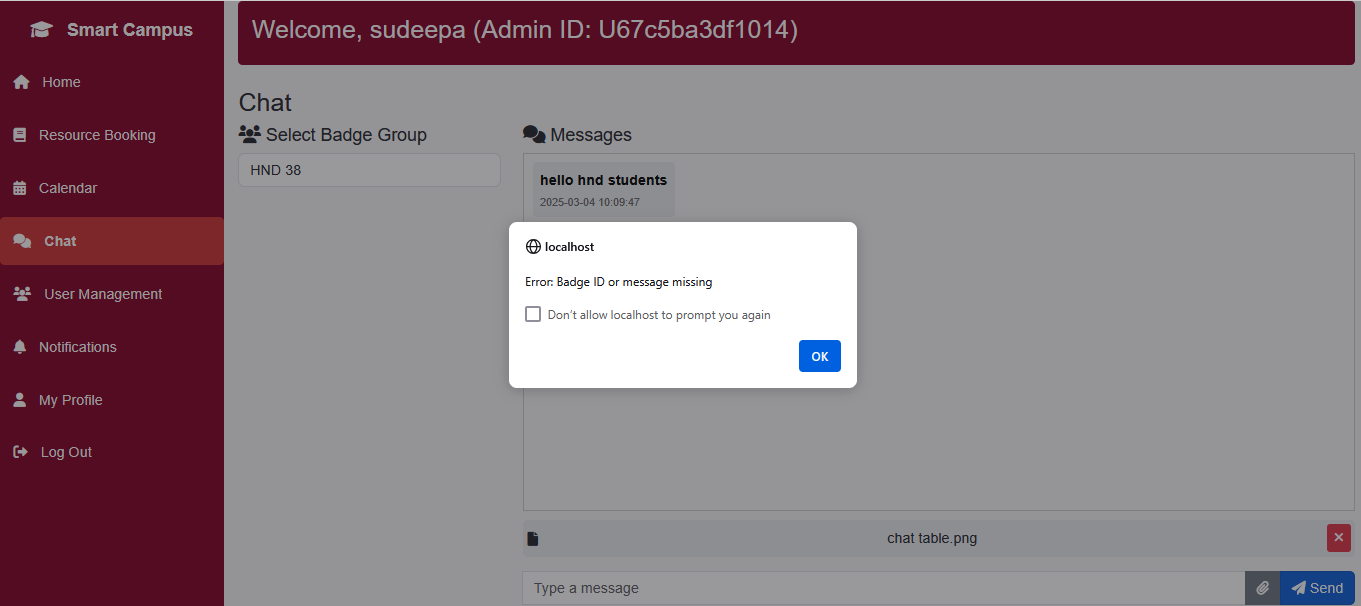 Smart Campus
Home
Resource Booking
Calendar
Chat
User Management
Notifications
My Profile
Log Out
Welcome, sudeepa (Admin ID: U67c5ba3df1014)
Chat
Select Badge Group
HND 38
Messages
hello hnd students
2025-03-04 10:09:47
localhost
Error: Badge ID or message missing
Don't allow localhost to prompt you again
OK
chat table.png
Type a message
Send